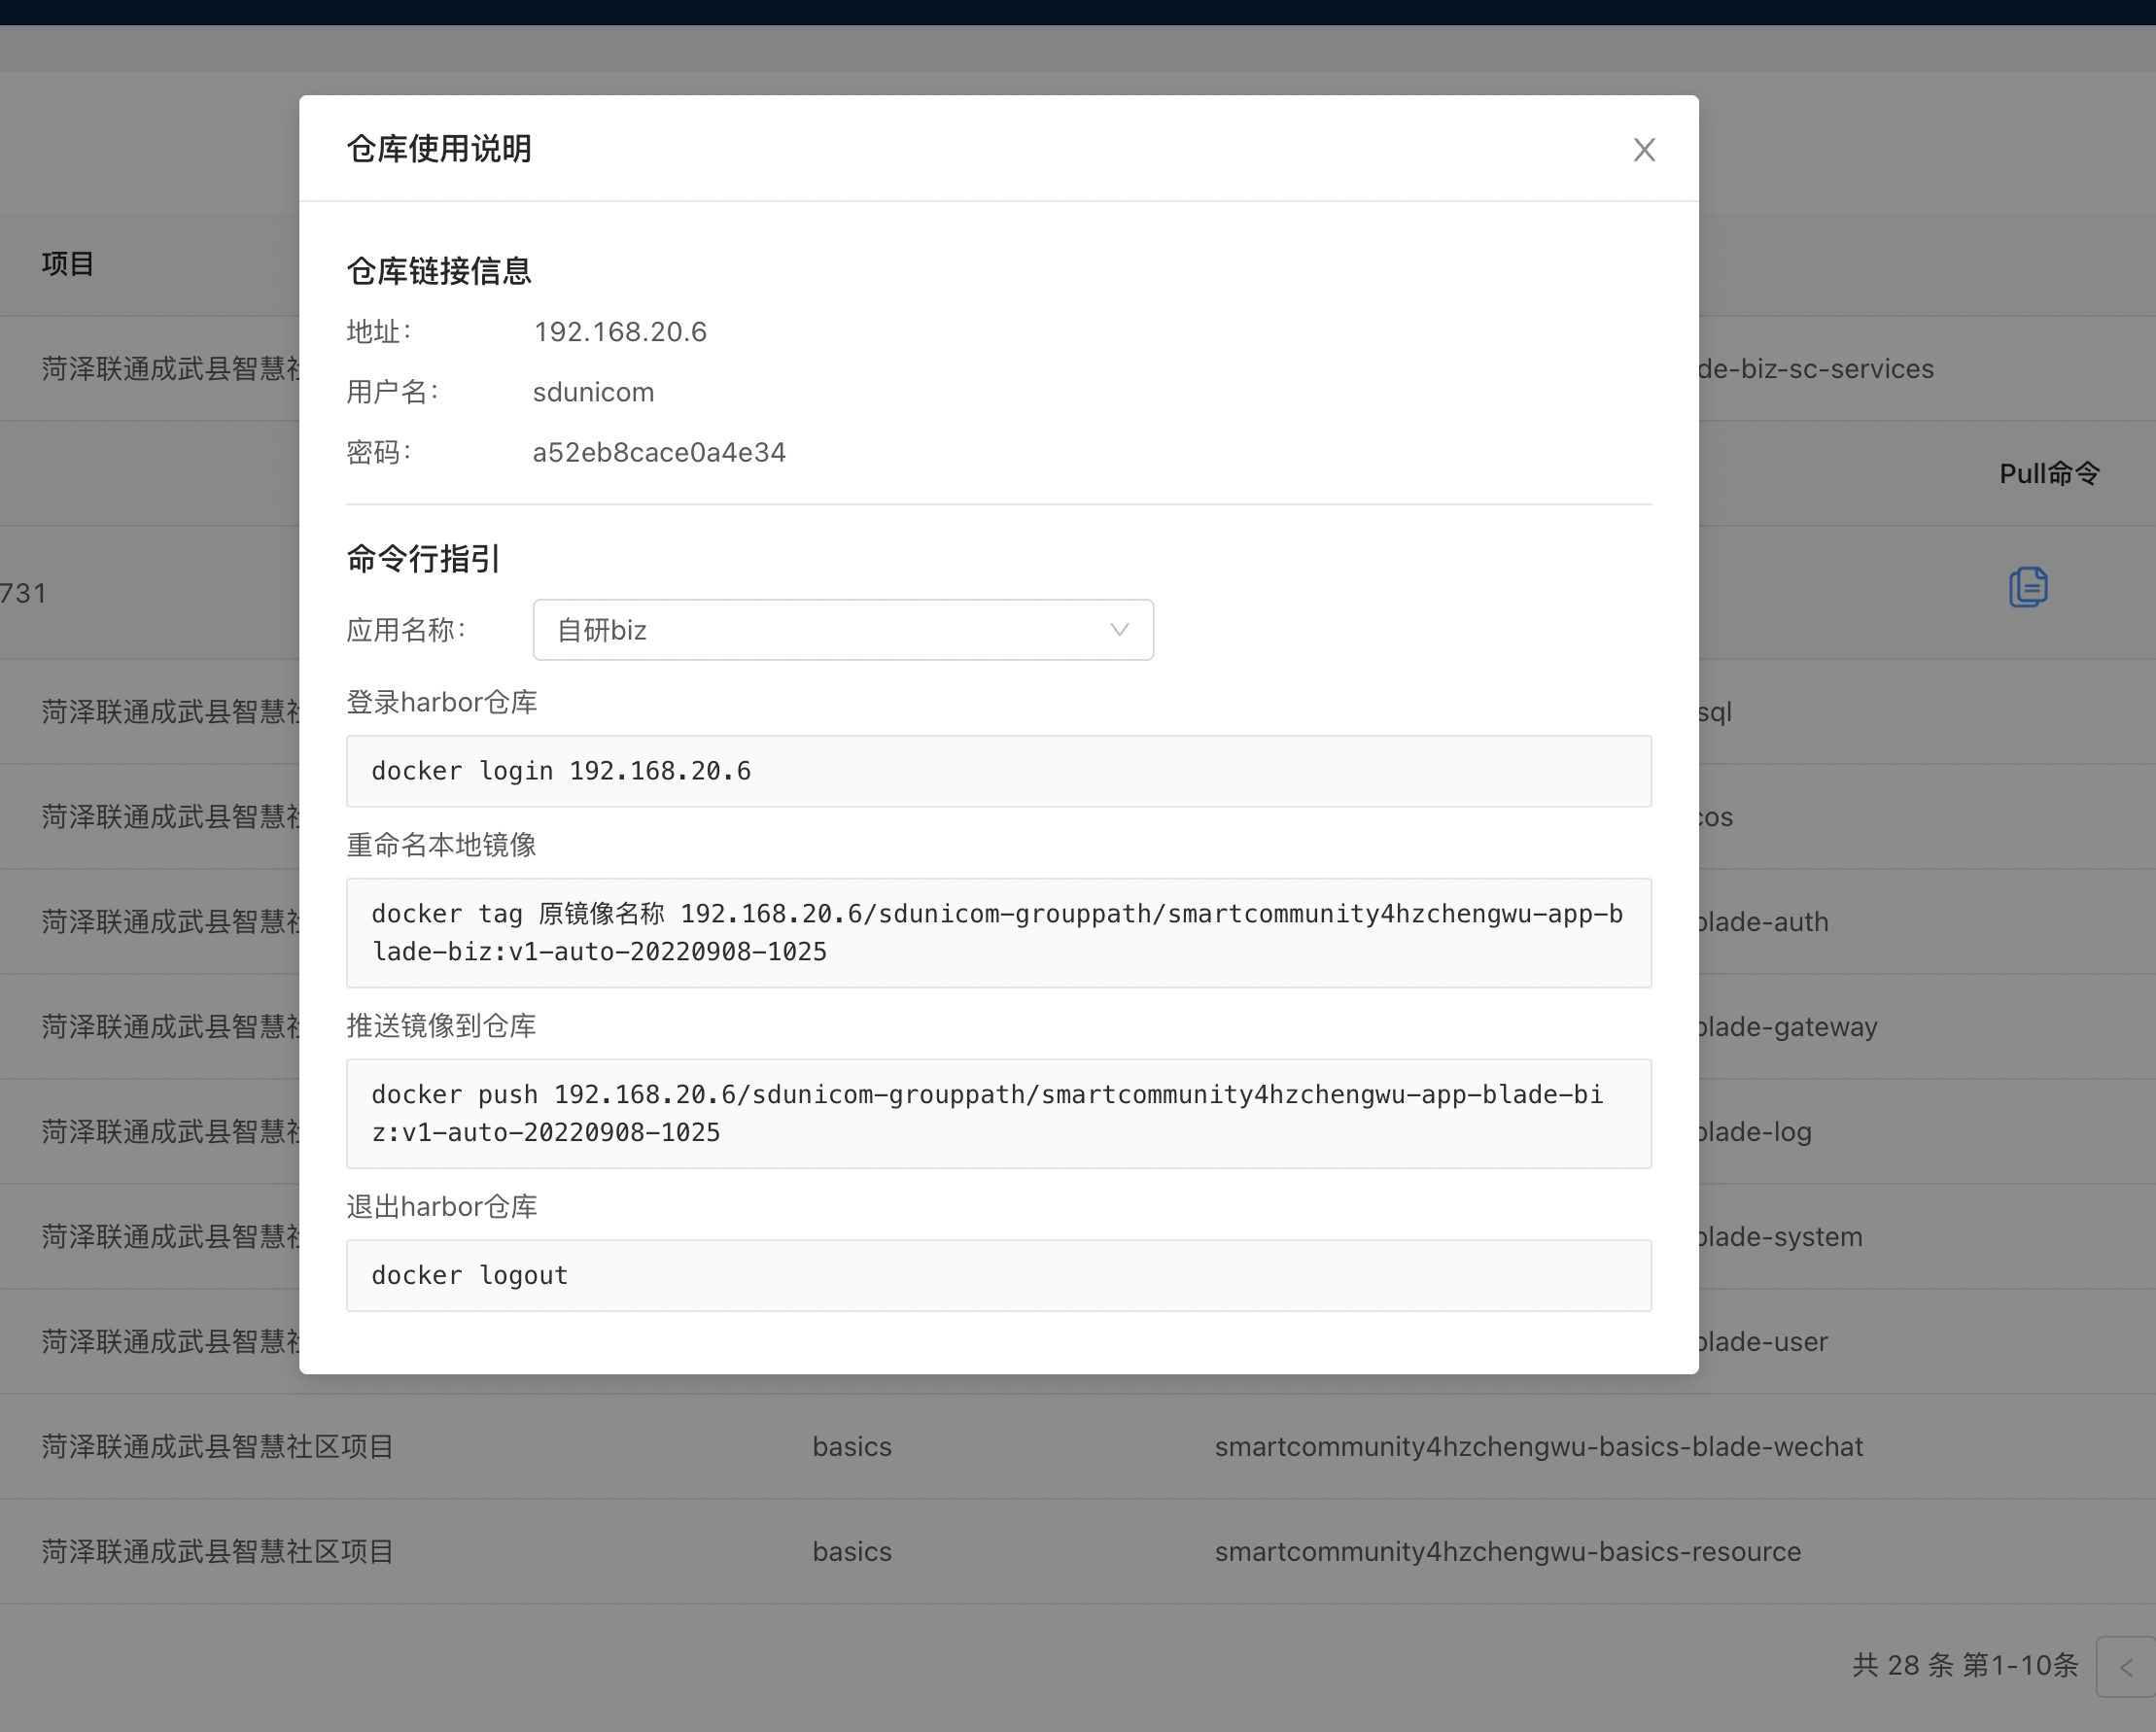 仓库使用说明
仓库链接信息
地址：
192.168.20.6
用户名：
sdunicom
密码：
a52eb8cace0a4e34
命令行指引
应用名称：
自研biz
登录harbor仓库
docker login 192.168.20.6
重命名本地镜像
docker tag 原镜像名称 192.168.20.6/sdunicom-grouppath/smartcommunity4hzchengwu-app-b
lade-biz:v1-auto-20220908-1025
推送镜像到仓库
docker push 192.168.20.6/sdunicom-grouppath/smartcommunity4hzchengwu-app-blade-bi
z:v1-auto-20220908-1025
退出harbor仓库
docker logout
项目
菏泽联通成武县智慧
de-biz-sc-services
Pull命令
731
菏泽联通成武县智慧
sql
菏泽联通成武县智慧
cos
菏泽联通成武县智慧
blade-auth
菏泽联通成武县智慧
blade-gateway
菏泽联通成武县智慧
blade-log
菏泽联通成武县智慧
blade-system
菏泽联通成武县智慧
blade-user
菏泽联通成武县智慧社区项目
basics
smartcommunity4hzchengwu-basics-blade-wechat
菏泽联通成武县智慧社区项目
basics
smartcommunity4hzchengwu-basics-resource
共 28 条 第1-10条